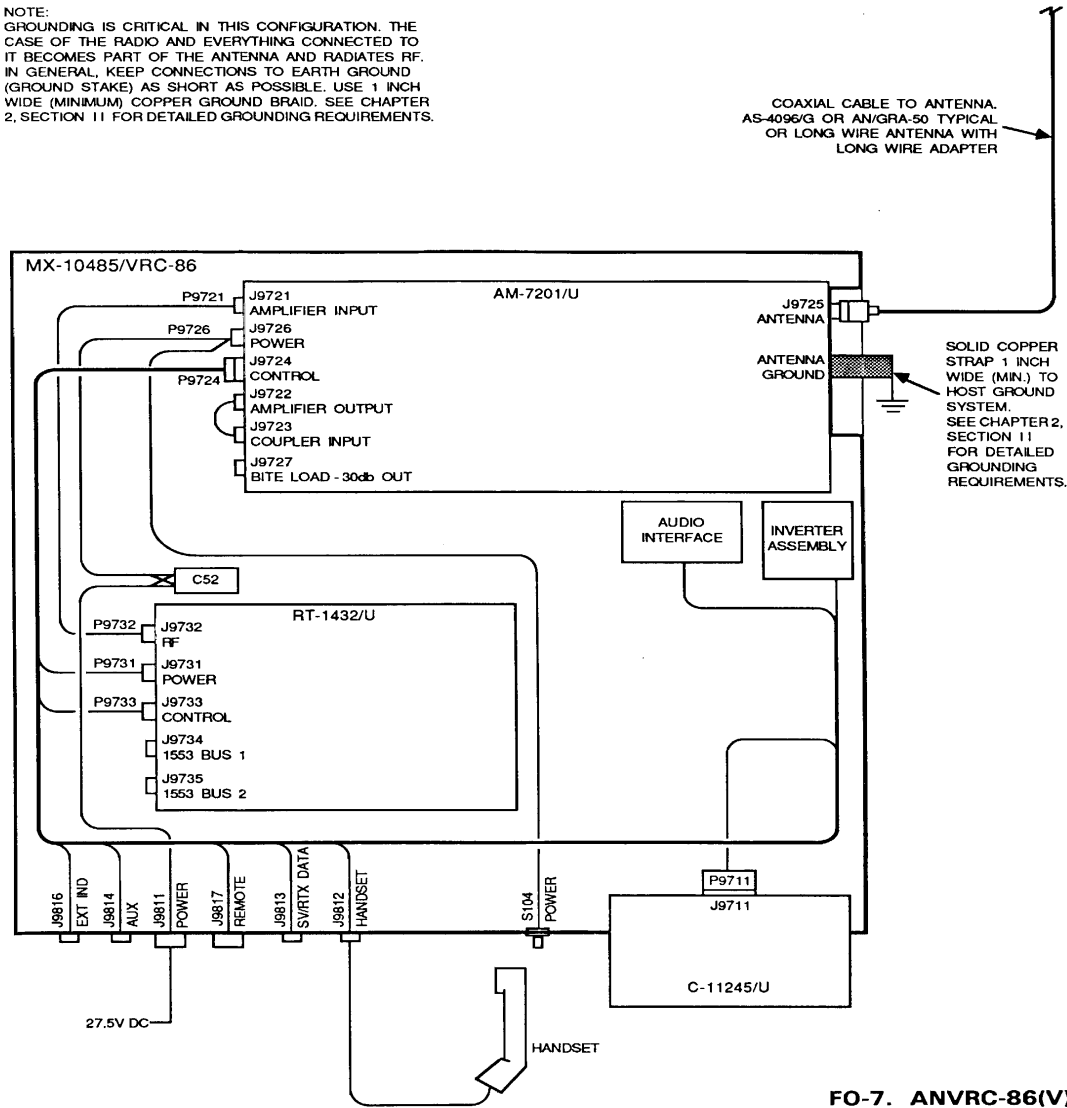 NOTE:
GROUNDING IS CRITICAL IN THIS CONFIGURATION. THE
CASE OF THE RADIO AND EVERYTHING CONNECTED TO
IT BECOMES PART OF THE ANTENNA AND RADIATES RF.
IN GENERAL, KEEP CONNECTIONS TO EARTH GROUND
(GROUND STAKE) AS SHORT AS POSSIBLE. USE 1 INCH
WIDE (MINIMUM) COPPER GROUND BRAID. SEE CHAPTER
2, SECTION II FOR DETAILED GROUNDING REQUIREMENTS.
COAXIAL CABLE TO ANTENNA.
AS-4096/G OR AN/GRA-50 TYPICAL
OR LONG WIRE ANTENNA WITH
LONG WIRE ADAPTER
MX-10485/VRC-86
AM-7201/U
P9721
J9721
AMPLIFIER INPUT
P9726
J9726
POWER
P9724
J9724
CONTROL
J9722
AMPLIFIER OUTPUT
J9723
COUPLER INPUT
J9727
BITE LOAD - 30db OUT
J9725
ANTENNA
ANTENNA
GROUND
SOLID COPPER
STRAP 1 INCH
WIDE (MIN.) TO
HOST GROUND
SYSTEM.
SEE CHAPTER 2,
SECTION II
FOR DETAILED
GROUNDING
REQUIREMENTS.
AUDIO
INTERFACE
INVERTER
ASSEMBLY
C52
RT-1432/U
P9732
J9732
RF
P9731
J9731
POWER
P9733
J9733
CONTROL
J9734
1553 BUS 1
J9735
1553 BUS 2
J9816
EXT IND
J9814
AUX
J9811
POWER
J9817
REMOTE
J9813
SV/RTX DATA
J9812
HANDSET
S104
POWER
P9711
J9711
C-11245/U
27.5V DC
HANDSET
FO-7. ANVRC-86(V)